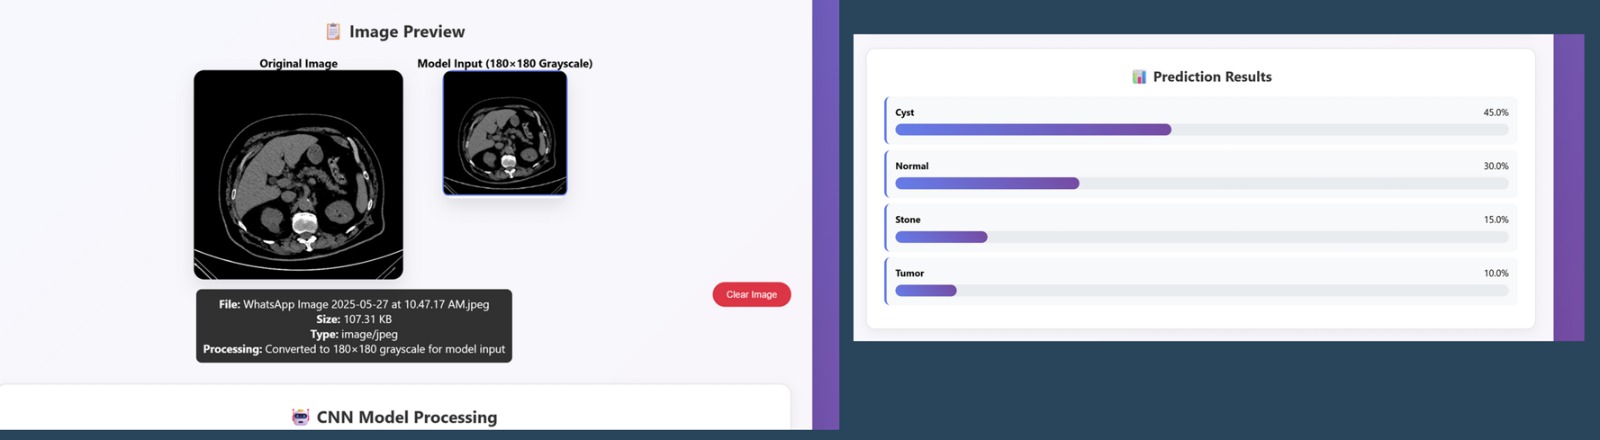 📋 Image Preview
Original Image
Model Input (180×180 Grayscale)
File: WhatsApp Image 2025-05-27 at 10.47.17 AM.jpeg
Size: 107.31 KB
Type: image/jpeg
Processing: Converted to 180×180 grayscale for model input
Clear Image
🤖 CNN Model Processing
📊 Prediction Results
Cyst 45.0%
Normal 30.0%
Stone 15.0%
Tumor 10.0%